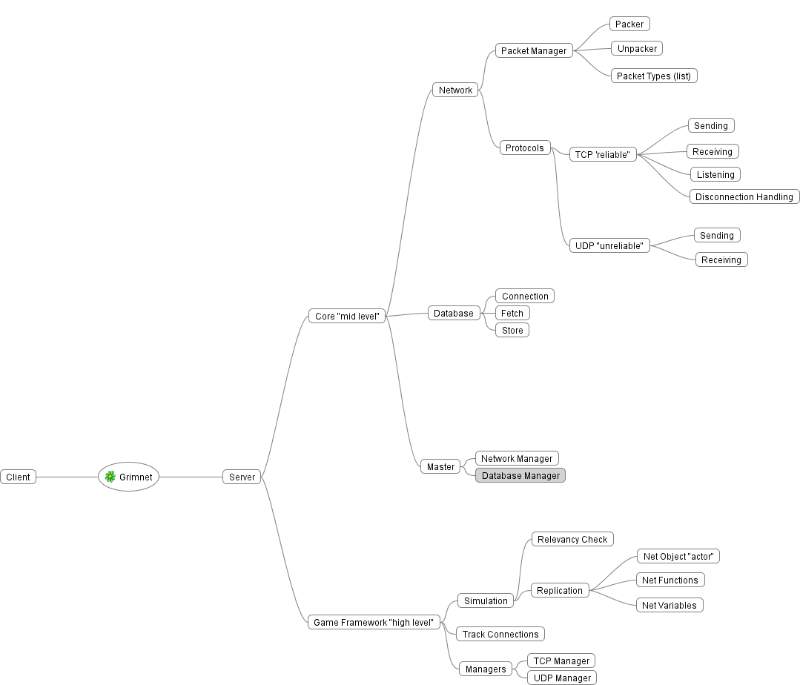 Packer
Packet Manager
Unpacker
Packet Types (list)
Network
Sending
Protocols
TCP 'reliable"
Receiving
Listening
Disconnection Handling
Sending
UDP "unreliable"
Receiving
Connection
Core "mid level"
Database
Fetch
Store
Network Manager
Master
Database Manager
Client
Grimnet
Server
Relevancy Check
Net Object "actor"
Simulation
Replication
Net Functions
Net Variables
Game Framework "high level"
Track Connections
TCP Manager
Managers
UDP Manager